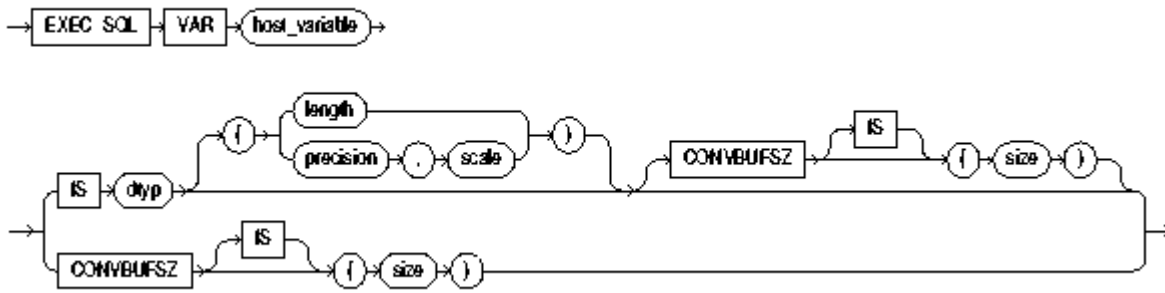 EXEC SQL VAR host_variable
length
IS
( precision , scale ) CONVBUFSZ ( size )
IS dtyp
IS
CONVBUFSZ ( size )